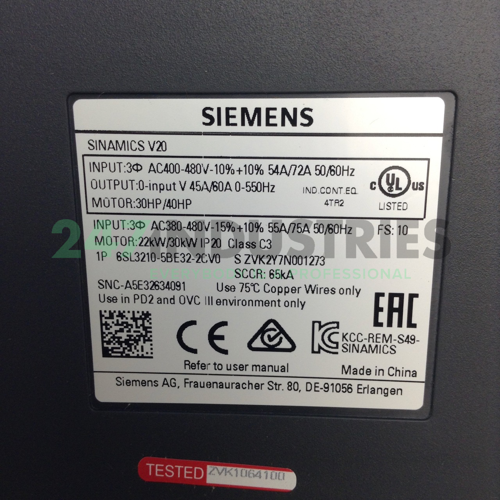 SIEMENS
SINAMICS V20
INPUT:3Φ AC400-480V-10%+10% 54A/72A 50/60Hz
OUTPUT:0-input V 45A/60A 0-550Hz
MOTOR:30HP/40HP
IND.CONT.EQ.
4TR2
c UL us
LISTED
INPUT:3Φ AC380-480V-15%+10% 55A/75A 50/60Hz FS: 10
MOTOR:22kW/30kW IP20 Class C3
1P 6SL3210-5BE32-2CV0 S ZVK2Y7N001273
SCCR: 65kA
SNC-A5E32634091 Use 75℃ Copper Wires only
Use in PD2 and OVC III environment only
EAC
CE
KCC-REM-S49-
SINAMICS
Refer to user manual
Made in China
Siemens AG, Frauenauracher Str. 80, DE-91056 Erlangen
TESTED ZVK1064100